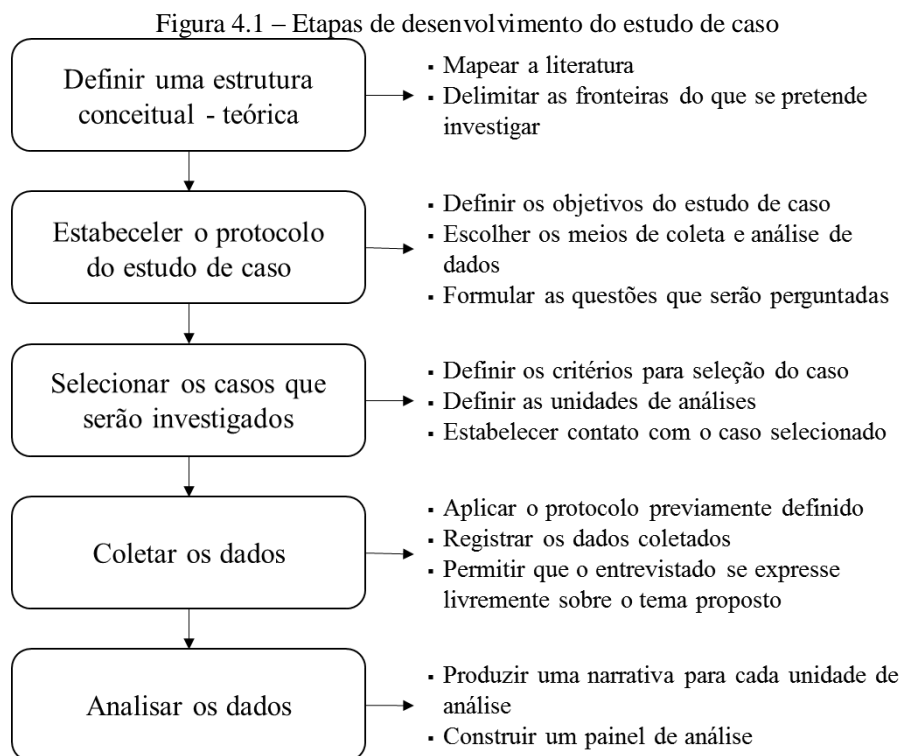 Figura 4.1 – Etapas de desenvolvimento do estudo de caso
Definir uma estrutura
conceitual - teórica
▪ Mapear a literatura
▪ Delimitar as fronteiras do que se pretende
investigar
Estabeceler o protocolo
do estudo de caso
▪ Definir os objetivos do estudo de caso
▪ Escolher os meios de coleta e análise de
dados
▪ Formular as questões que serão perguntadas
Selecionar os casos que
serão investigados
▪ Definir os critérios para seleção do caso
▪ Definir as unidades de análises
▪ Estabelecer contato com o caso selecionado
Coletar os dados
▪ Aplicar o protocolo previamente definido
▪ Registrar os dados coletados
▪ Permitir que o entrevistado se expresse
livremente sobre o tema proposto
Analisar os dados
▪ Produzir uma narrativa para cada unidade de
análise
▪ Construir um painel de análise